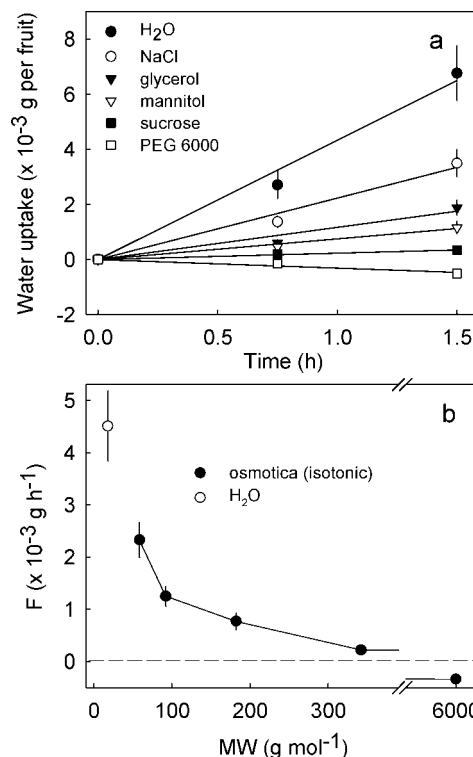 a
H₂O
NaCl
glycerol
mannitol
sucrose
PEG 6000
Water uptake (x 10⁻³ g per fruit)
8
6
4
2
0
-2
0.0 0.5 1.0 1.5
Time (h)
b
osmotica (isotonic)
H₂O
F (x 10⁻³ g h⁻¹)
5
4
3
2
1
0
0 100 200 300 6000
MW (g mol⁻¹)